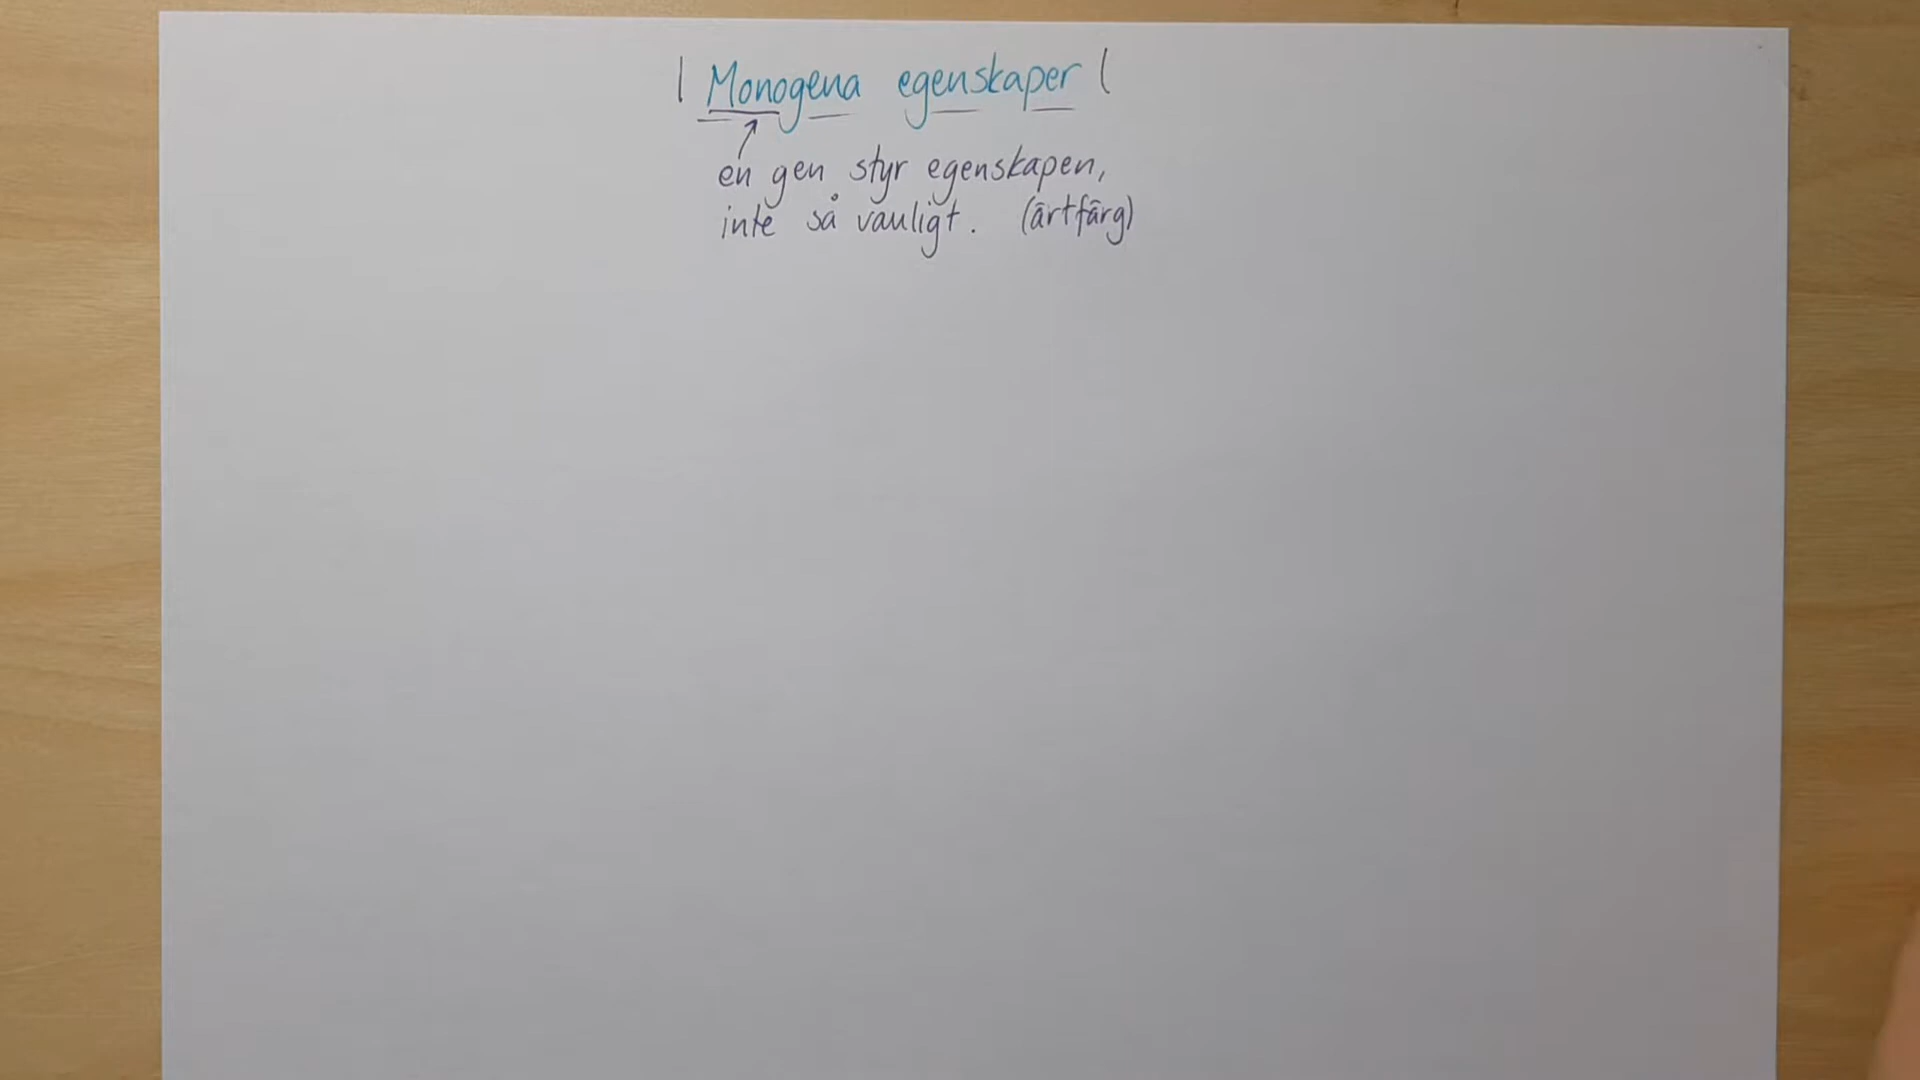 Monogena egenskaper
en gen styr egenskapen,
inte så vanligt. (ärtfärg)